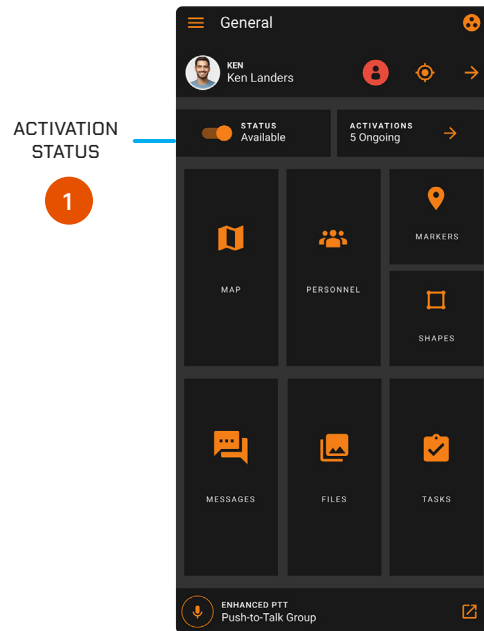 General
KEN
Ken Landers
ACTIVATION
STATUS
1
STATUS
Available
ACTIVATIONS
5 Ongoing
MAP
PERSONNEL
MARKERS
SHAPES
MESSAGES
FILES
TASKS
ENHANCED PTT
Push-to-Talk Group